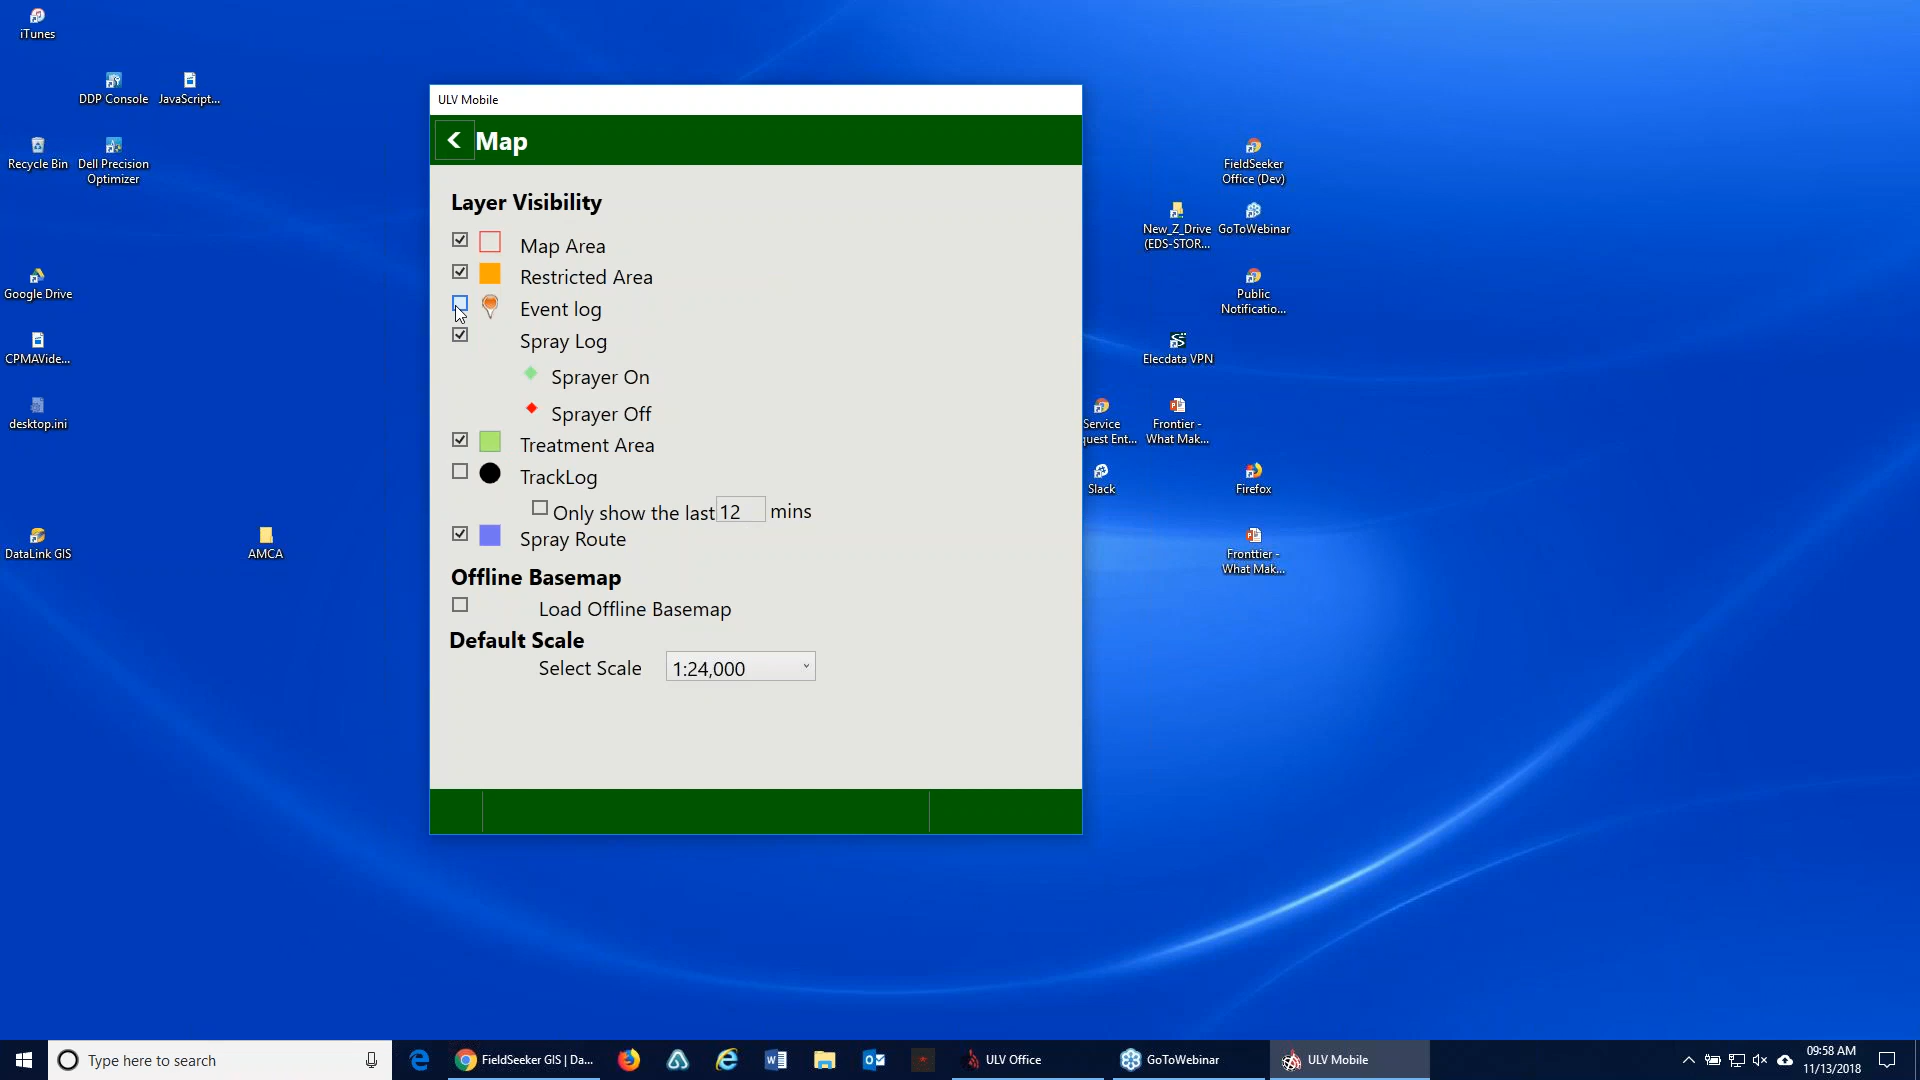 iTunes
DDP Console
JavaScript...
Recycle Bin
Dell Precision
Optimizer
Google Drive
CPMAVide...
desktop.ini
DataLink GIS
AMCA
ULV Mobile
Map
Layer Visibility
Map Area
Restricted Area
Event log
Spray Log
Sprayer On
Sprayer Off
Treatment Area
TrackLog
Only show the last 12 mins
Spray Route
Offline Basemap
Load Offline Basemap
Default Scale
Select Scale 1:24,000
FieldSeeker
Office (Dev)
New_Z_Drive
(EDS-STOR...
GoToWebinar
Public
Notificatio...
Elecdata VPN
Service
quest Ent...
Frontier -
What Mak...
Slack
Firefox
Fronttier -
What Mak...
Type here to search
FieldSeeker GIS | Da...
ULV Office
GoToWebinar
ULV Mobile
09:58 AM
11/13/2018